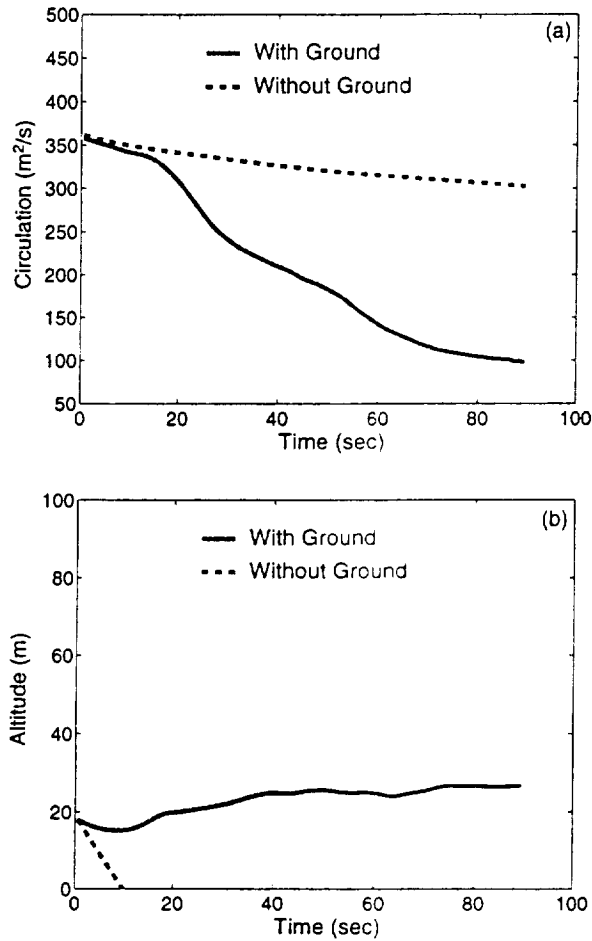 (a)
With Ground
Without Ground
500
450
400
350
300
250
200
150
100
50
Circulation (m²/s)
0 20 40 60 80 100
Time (sec)
(b)
With Ground
Without Ground
100
80
60
40
20
0
Altitude (m)
0 20 40 60 80 100
Time (sec)